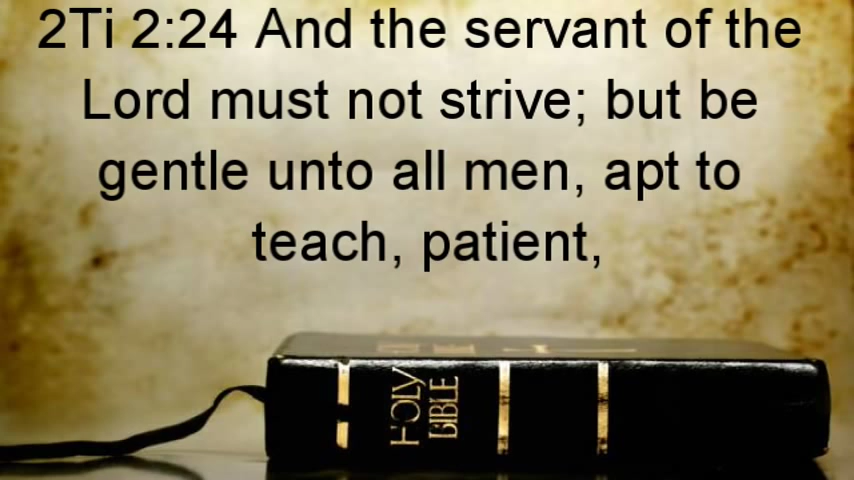 2Ti 2:24 And the servant of the
Lord must not strive; but be
gentle unto all men, apt to
teach, patient,
HOLY
BIBLE